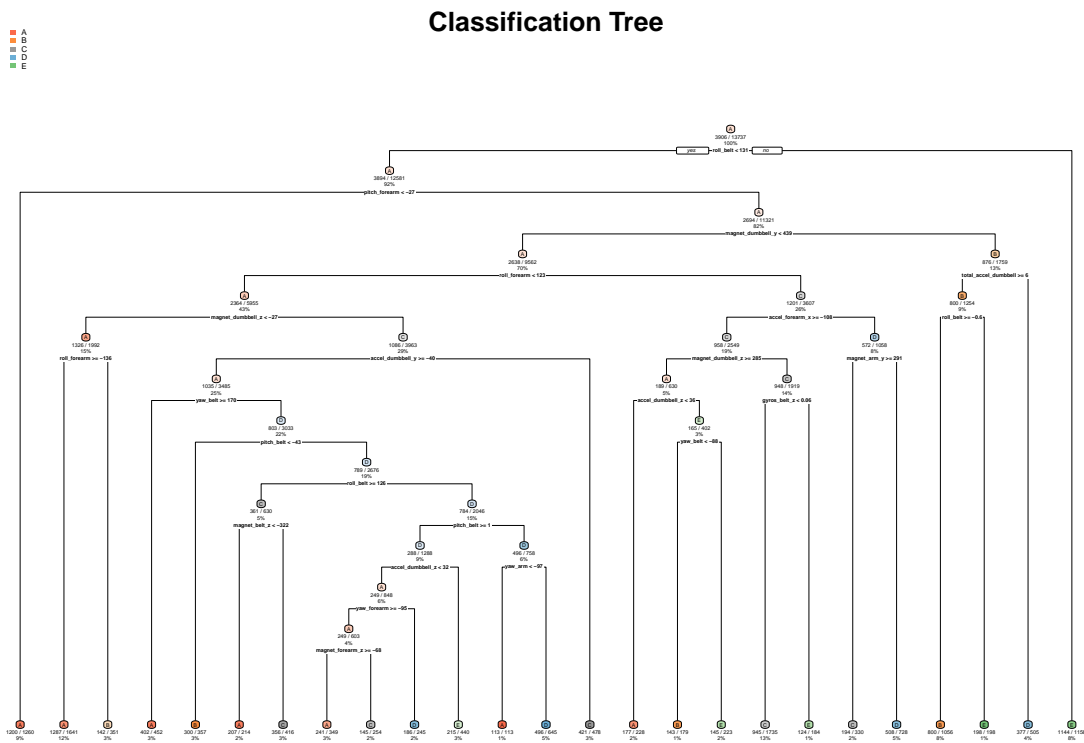 Classification Tree
A
B
C
D
E
A
3906 / 13737
100%
yes roll_belt < 131 no
A
3894 / 12581
92%
pitch_forearm < −27
A
2694 / 11321
82%
magnet_dumbbell_y < 439
A B
2638 / 9562 876 / 1759
70% 13%
roll_forearm < 123 total_accel_dumbbell >= 6
A C B
2364 / 5955 1201 / 3607 800 / 1254
43% 26% 9%
magnet_dumbbell_z < −27 accel_forearm_x >= −108 roll_belt >= −0.6
A C C D
1326 / 1992 1086 / 3963 958 / 2549 572 / 1058
15% 29% 19% 8%
roll_forearm >= −136 accel_dumbbell_y >= −40 magnet_dumbbell_z >= 285 magnet_arm_y >= 291
A A C
1035 / 3485 189 / 630 948 / 1919
25% 5% 14%
yaw_belt >= 170 accel_dumbbell_z < 36 gyros_belt_z < 0.06
D E
803 / 3033 165 / 402
22% 3%
pitch_belt < −43 yaw_belt < −88
D
789 / 2676
19%
roll_belt >= 126
C D
361 / 630 784 / 2046
5% 15%
magnet_belt_z < −322 pitch_belt >= 1
D D
288 / 1288 496 / 758
9% 6%
accel_dumbbell_z < 32 yaw_arm < −97
A
249 / 848
6%
yaw_forearm >= −95
A
249 / 603
4%
magnet_forearm_z >= −68
A A B A B A C A C D E A D C A B E C E C D B E D E
1200 / 1260 1267 / 1641 142 / 351 402 / 452 300 / 357 207 / 214 356 / 416 241 / 349 145 / 254 186 / 245 215 / 440 113 / 113 496 / 645 421 / 478 177 / 228 143 / 179 145 / 223 945 / 1735 124 / 184 194 / 330 508 / 728 800 / 1056 198 / 198 377 / 505
9% 12% 3% 3% 3% 2% 3% 3% 2% 2% 3% 1% 5% 3% 2% 1% 2% 13% 1% 2% 5% 8% 1% 4% 8%